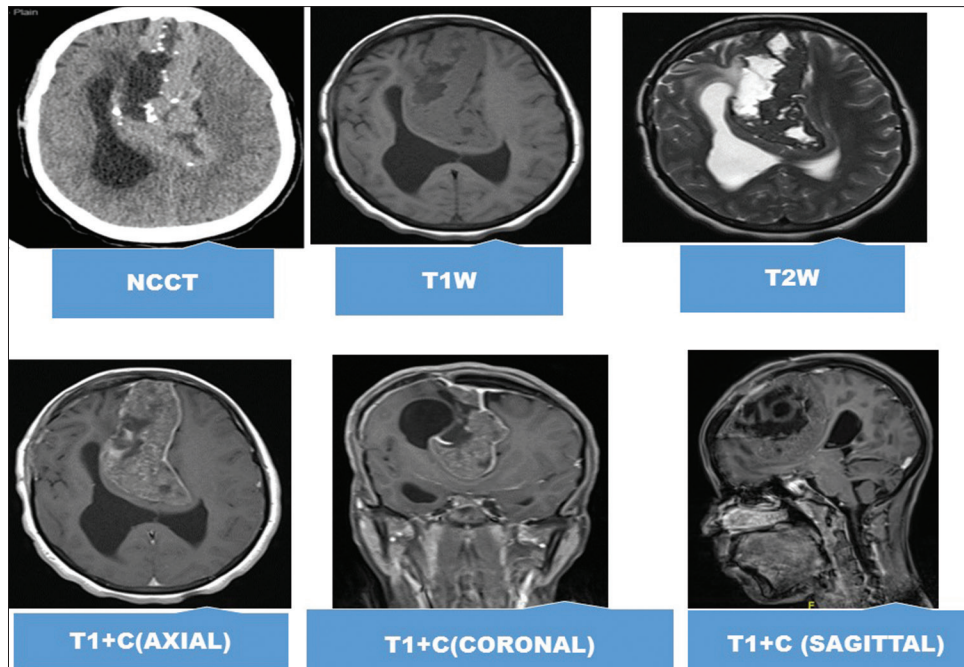 Plain
NCCT
T1W
T2W
T1+C(AXIAL)
T1+C(CORONAL)
T1+C (SAGITTAL)
F